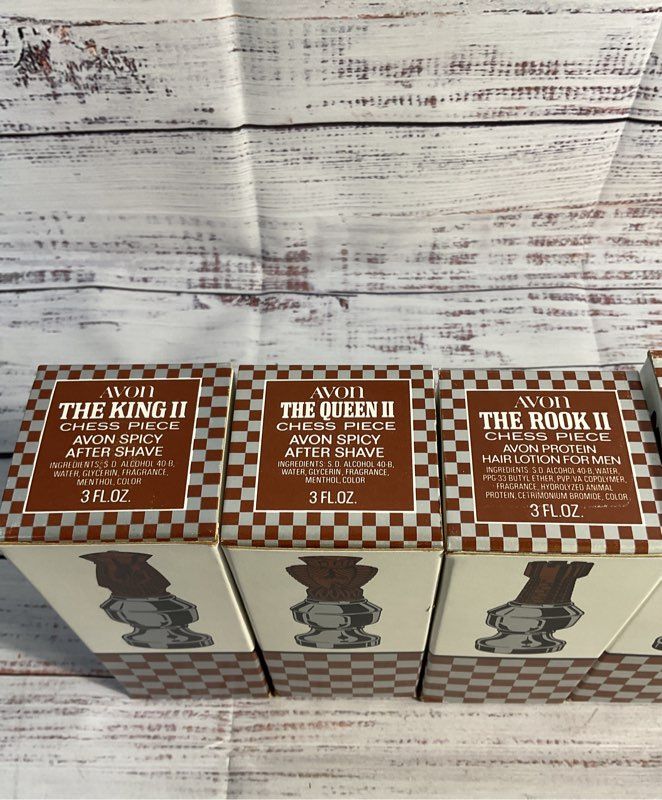 AVON
THE KING II
CHESS PIECE
AVON SPICY
AFTER SHAVE
INGREDIENTS: S.D. ALCOHOL 40-B,
WATER, GLYCERIN, FRAGRANCE,
MENTHOL, COLOR
3 FL.OZ.
AVON
THE QUEEN II
CHESS PIECE
AVON SPICY
AFTER SHAVE
INGREDIENTS: S.D. ALCOHOL 40-B,
WATER, GLYCERIN, FRAGRANCE,
MENTHOL, COLOR
3 FL.OZ.
AVON
THE ROOK II
CHESS PIECE
AVON PROTEIN
HAIR LOTION FOR MEN
INGREDIENTS: S.D. ALCOHOL 40-B, WATER,
PPG-33 BUTYL ETHER, PVP/VA COPOLYMER,
FRAGRANCE, HYDROLYZED ANIMAL
PROTEIN, CETRIMONIUM BROMIDE, COLOR
3 FL.OZ.